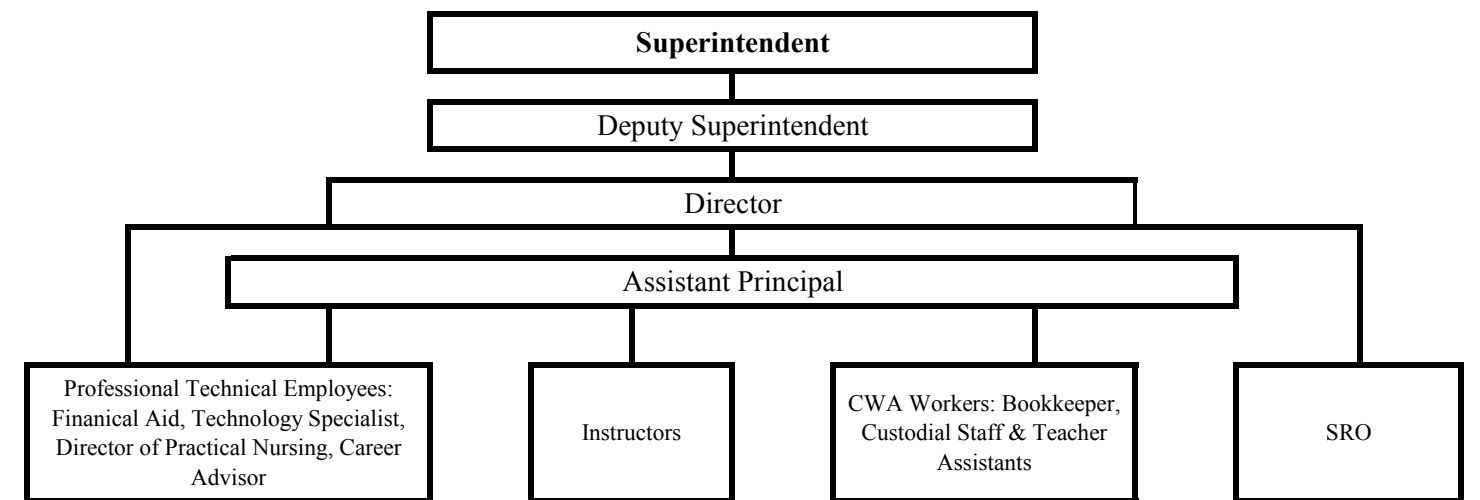 Superintendent
Deputy Superintendent
Director
Assistant Principal
Professional Technical Employees:
Finanical Aid, Technology Specialist,
Director of Practical Nursing, Career
Advisor
Instructors
CWA Workers: Bookkeeper,
Custodial Staff & Teacher
Assistants
SRO